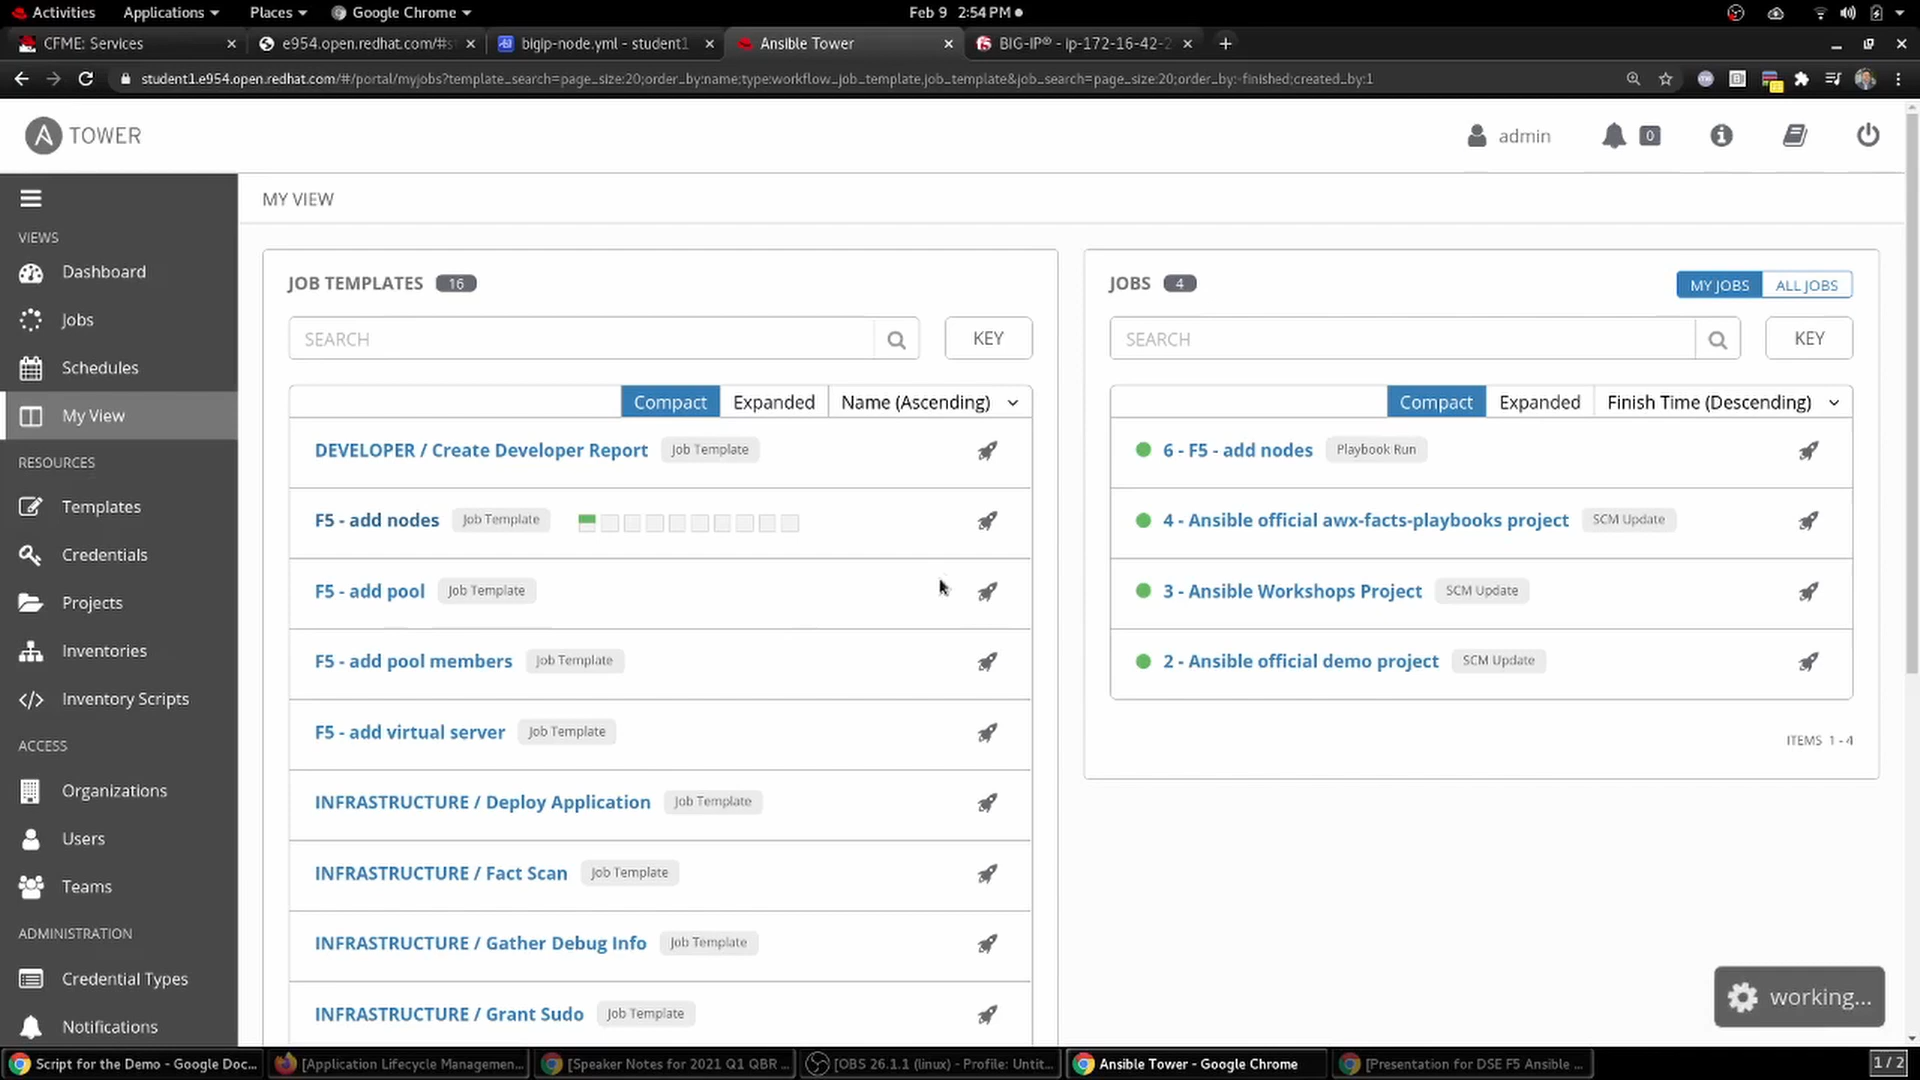 Activities
Applications
Places
Google Chrome
Feb 9 2:54 PM
CFME: Services
e954.open.redhat.com/#s
bigip-node.yml - student1
Ansible Tower
BIG-IP® - ip-172-16-42-2
student1.e954.open.redhat.com/#/portal/myjobs?template_search=page_size:20;order_by:name;type:workflow_job_template,job_template&job_search=page_size:20;order_by:-finished;created_by:1
A TOWER
admin
0
MY VIEW
VIEWS
Dashboard
Jobs
Schedules
My View
RESOURCES
Templates
Credentials
Projects
Inventories
Inventory Scripts
ACCESS
Organizations
Users
Teams
ADMINISTRATION
Credential Types
Notifications
JOB TEMPLATES 16
SEARCH
KEY
Compact Expanded Name (Ascending)
DEVELOPER / Create Developer Report Job Template
F5 - add nodes Job Template
F5 - add pool Job Template
F5 - add pool members Job Template
F5 - add virtual server Job Template
INFRASTRUCTURE / Deploy Application Job Template
INFRASTRUCTURE / Fact Scan Job Template
INFRASTRUCTURE / Gather Debug Info Job Template
INFRASTRUCTURE / Grant Sudo Job Template
JOBS 4
MY JOBS ALL JOBS
SEARCH
KEY
Compact Expanded Finish Time (Descending)
6 - F5 - add nodes Playbook Run
4 - Ansible official awx-facts-playbooks project SCM Update
3 - Ansible Workshops Project SCM Update
2 - Ansible official demo project SCM Update
ITEMS 1 - 4
working...
Script for the Demo - Google Doc...
[Application Lifecycle Managemen...
[Speaker Notes for 2021 Q1 QBR ...
[OBS 26.1.1 (linux) - Profile: Untit...
Ansible Tower - Google Chrome
[Presentation for DSE F5 Ansible ...
1 / 2